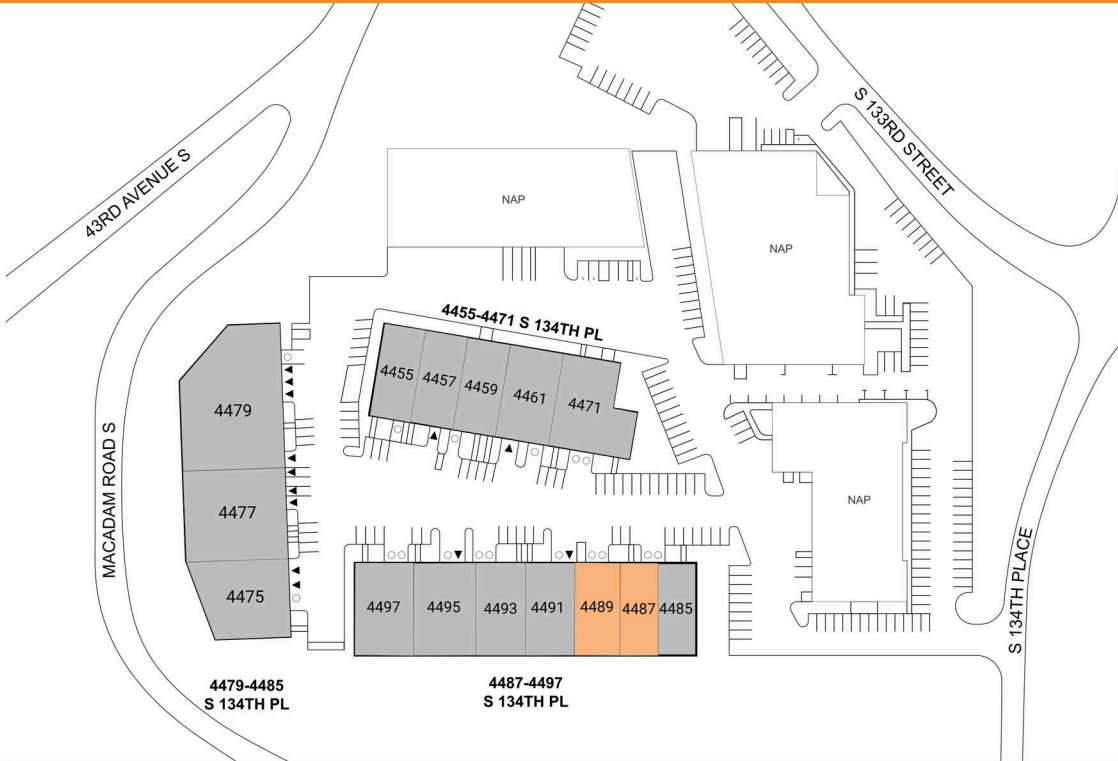 S 133RD STREET
43RD AVENUE S
NAP
NAP
4455-4471 S 134TH PL
4455
4457
4459
4461
4471
4479
4477
4475
MACADAM ROAD S
NAP
S 134TH PLACE
4497
4495
4493
4491
4489
4487
4485
4479-4485
S 134TH PL
4487-4497
S 134TH PL